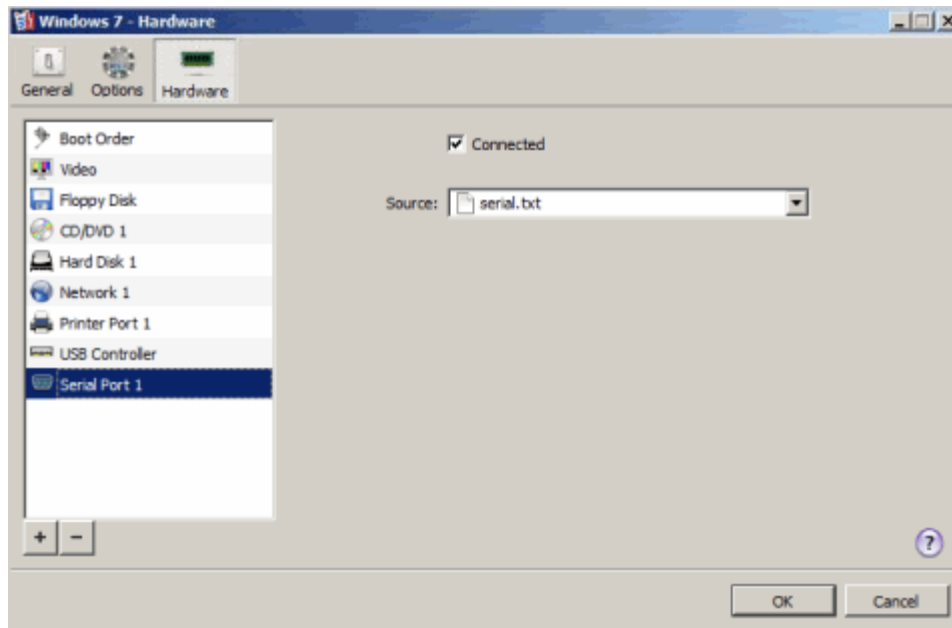 Windows 7 - Hardware
General Options Hardware
Boot Order
Video
Floppy Disk
CD/DVD 1
Hard Disk 1
Network 1
Printer Port 1
USB Controller
Serial Port 1
+ −
Connected
Source: serial.txt
?
OK Cancel